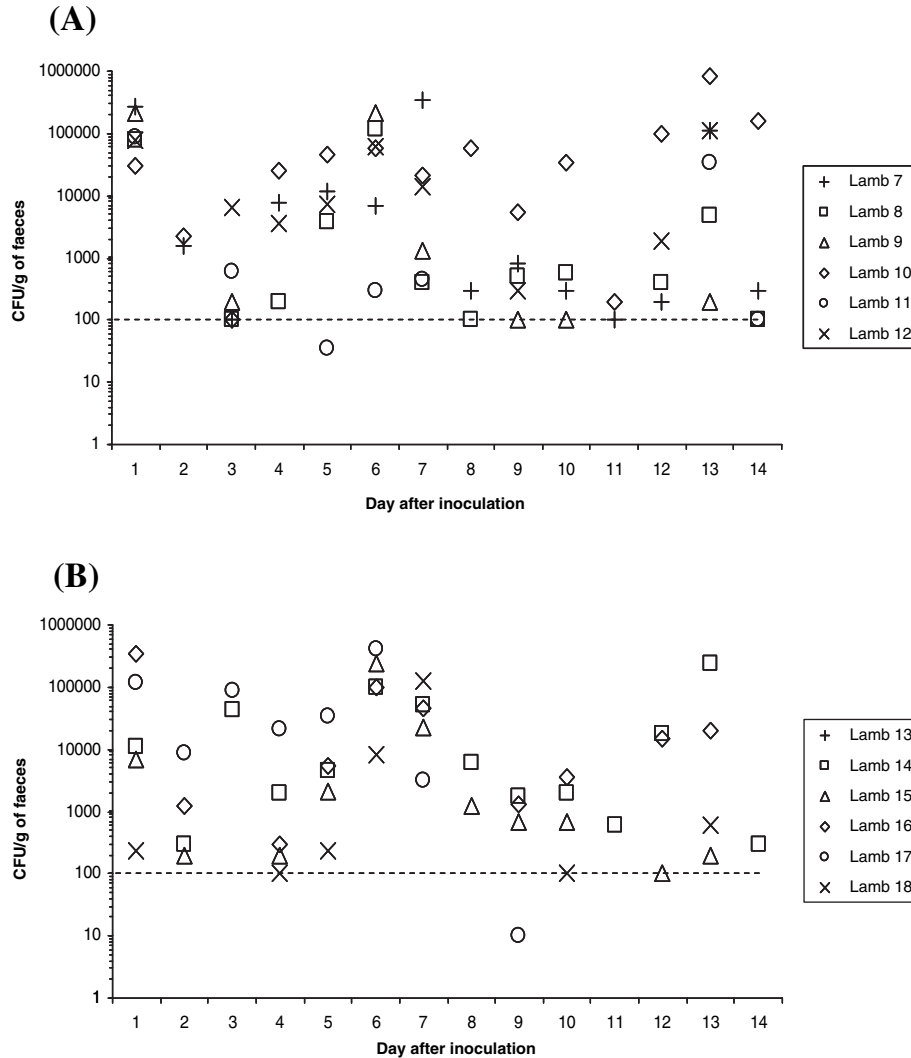 (A)
CFU/g of faeces
1000000
100000
10000
1000
100
10
1
1 2 3 4 5 6 7 8 9 10 11 12 13 14
Day after inoculation
Lamb 7
Lamb 8
Lamb 9
Lamb 10
Lamb 11
Lamb 12
(B)
CFU/g of faeces
1000000
100000
10000
1000
100
10
1
1 2 3 4 5 6 7 8 9 10 11 12 13 14
Day after inoculation
Lamb 13
Lamb 14
Lamb 15
Lamb 16
Lamb 17
Lamb 18